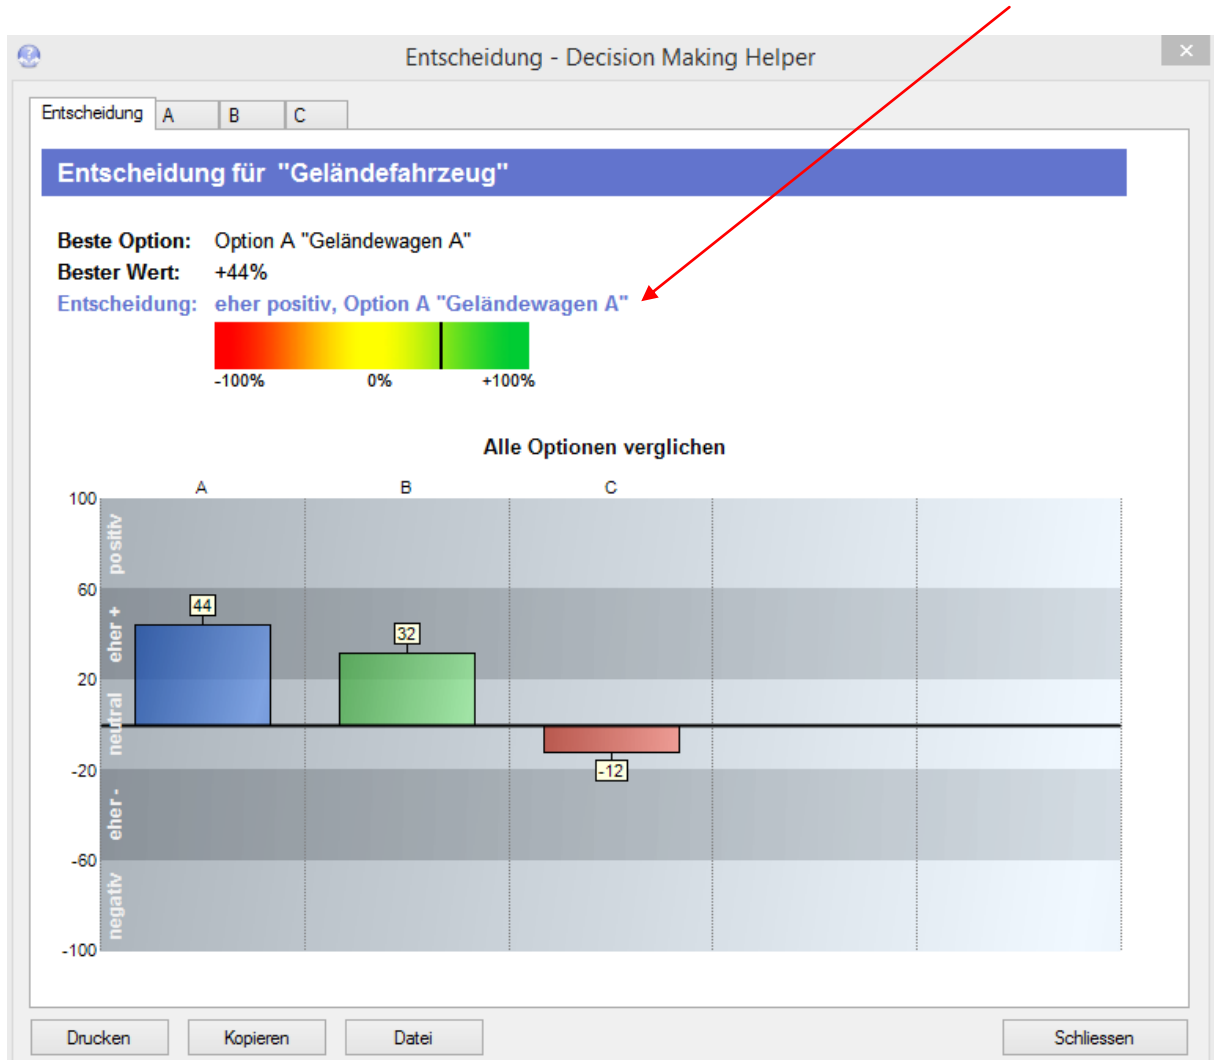 Entscheidung - Decision Making Helper
Entscheidung A B C
Entscheidung für "Geländefahrzeug"
Beste Option: Option A "Geländewagen A"
Bester Wert: +44%
Entscheidung: eher positiv, Option A "Geländewagen A"
-100% 0% +100%
Alle Optionen verglichen
A B C
100
positiv
60
44
eher +
32
20
neutral
-20
-12
eher -
-60
negativ
-100
Drucken Kopieren Datei Schliessen